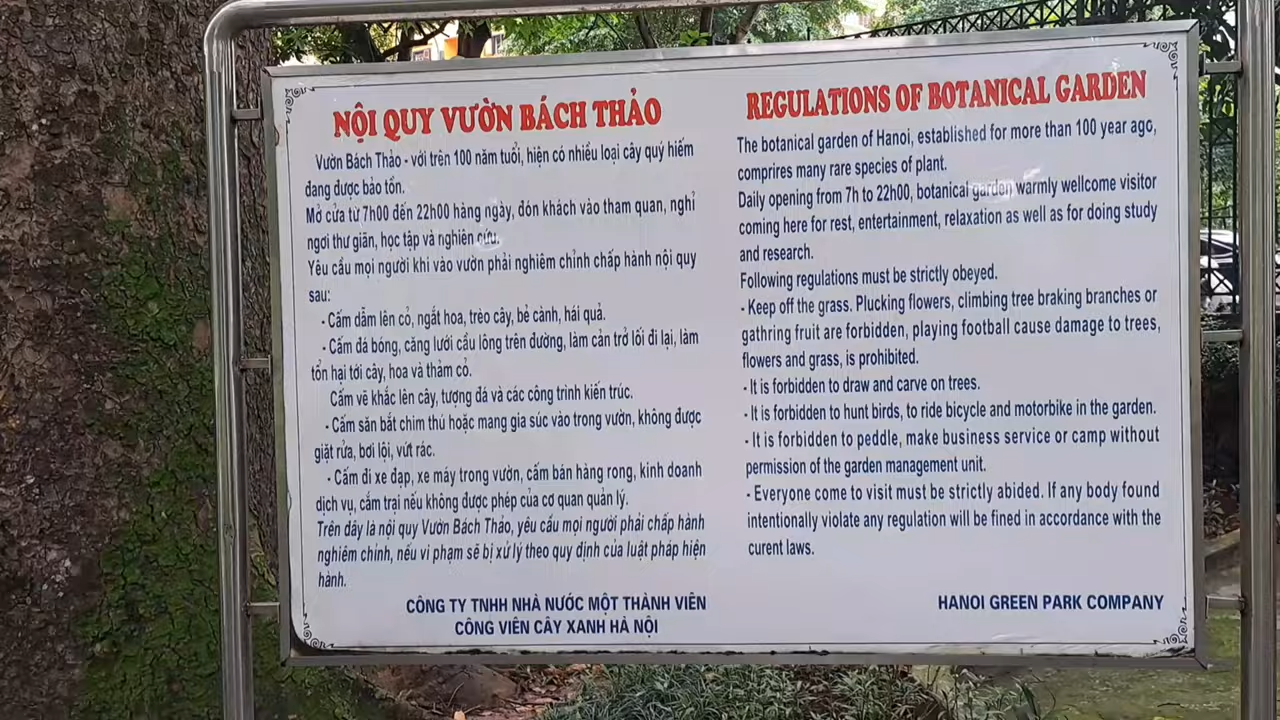 NỘI QUY VƯỜN BÁCH THẢO
Vườn Bách Thảo - với trên 100 năm tuổi, hiện có nhiều loại cây quý hiếm
đang được bảo tồn.
Mở cửa từ 7h00 đến 22h00 hàng ngày, đón khách vào tham quan, nghỉ
ngơi thư giãn, học tập và nghiên cứu.
Yêu cầu mọi người khi vào vườn phải nghiêm chỉnh chấp hành nội quy
sau:
- Cấm dẫm lên cỏ, ngắt hoa, trèo cây, bẻ cành, hái quả.
- Cấm đá bóng, căng lưới cầu lông trên đường, làm cản trở lối đi lại, làm
tổn hại tới cây, hoa và thảm cỏ.
Cấm vẽ khắc lên cây, tượng đá và các công trình kiến trúc.
- Cấm săn bắt chim thú hoặc mang gia súc vào trong vườn, không được
giặt rửa, bơi lội, vứt rác.
- Cấm đi xe đạp, xe máy trong vườn, cấm bán hàng rong, kinh doanh
dịch vụ, cắm trại nếu không được phép của cơ quan quản lý.
Trên đây là nội quy Vườn Bách Thảo, yêu cầu mọi người phải chấp hành
nghiêm chỉnh, nếu vi phạm sẽ bị xử lý theo quy định của luật pháp hiện
hành.
CÔNG TY TNHH NHÀ NƯỚC MỘT THÀNH VIÊN
CÔNG VIÊN CÂY XANH HÀ NỘI
REGULATIONS OF BOTANICAL GARDEN
The botanical garden of Hanoi, established for more than 100 year ago,
comprires many rare species of plant.
Daily opening from 7h to 22h00, botanical garden warmly wellcome visitor
coming here for rest, entertainment, relaxation as well as for doing study
and research.
Following regulations must be strictly obeyed.
- Keep off the grass. Plucking flowers, climbing tree braking branches or
gathring fruit are forbidden, playing football cause damage to trees,
flowers and grass, is prohibited.
- It is forbidden to draw and carve on trees.
- It is forbidden to hunt birds, to ride bicycle and motorbike in the garden.
- It is forbidden to peddle, make business service or camp without
permission of the garden management unit.
- Everyone come to visit must be strictly abided. If any body found
intentionally violate any regulation will be fined in accordance with the
curent laws.
HANOI GREEN PARK COMPANY